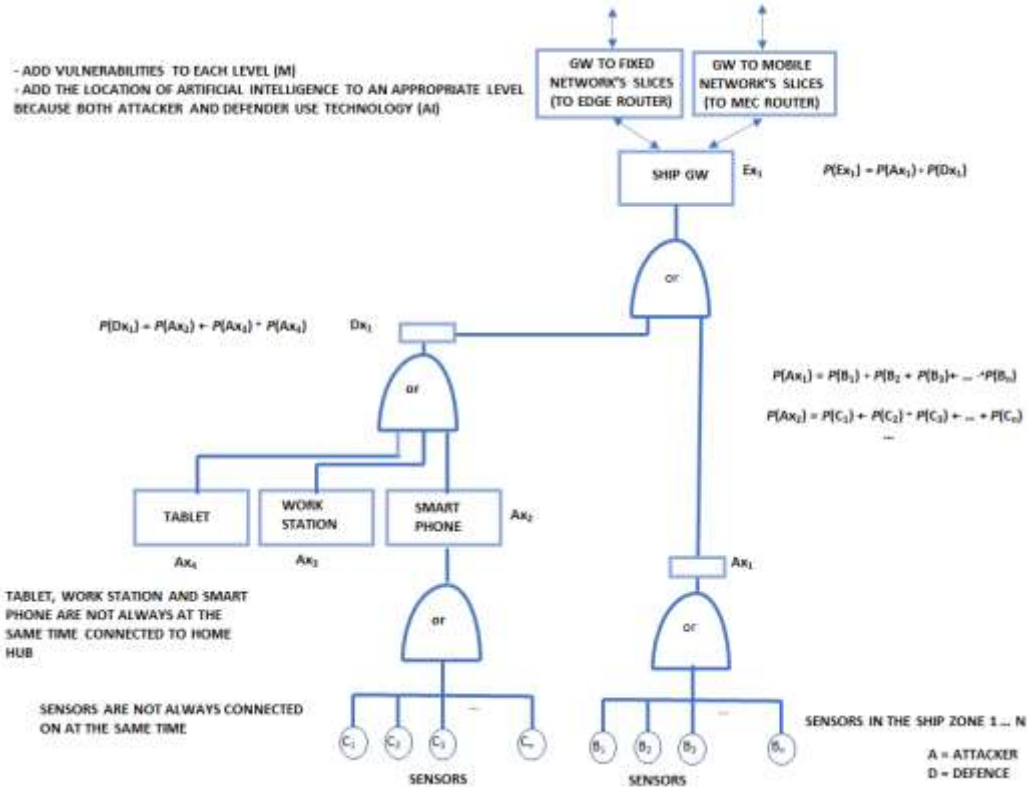 - ADD VULNERABILITIES TO EACH LEVEL (M)
- ADD THE LOCATION OF ARTIFICIAL INTELLIGENCE TO AN APPROPRIATE LEVEL
BECAUSE BOTH ATTACKER AND DEFENDER USE TECHNOLOGY (AI)
GW TO FIXED
NETWORK'S SLICES
(TO EDGE ROUTER)
GW TO MOBILE
NETWORK'S SLICES
(TO MEC ROUTER)
SHIP GW
Ex₁
P(Ex₁) = P(Ax₁) + P(Dx₁)
or
P(Dx₁) = P(Ax₂) + P(Ax₃) + P(Ax₄)
Dx₁
or
P(Ax₁) = P(B₁) + P(B₂ + P(B₃)+ ... +P(Bₙ)
P(Ax₂) = P(C₁) + P(C₂) + P(C₃) + ... + P(Cₙ)
...
TABLET
WORK
STATION
SMART
PHONE
Ax₂
Ax₄
Ax₃
Ax₁
TABLET, WORK STATION AND SMART
PHONE ARE NOT ALWAYS AT THE
SAME TIME CONNECTED TO HOME
HUB
or
or
SENSORS ARE NOT ALWAYS CONNECTED
ON AT THE SAME TIME
...
...
SENSORS IN THE SHIP ZONE 1 ... N
C₁ C₂ C₃ Cₙ
B₁ B₂ B₃ Bₙ
SENSORS
SENSORS
A = ATTACKER
D = DEFENCE